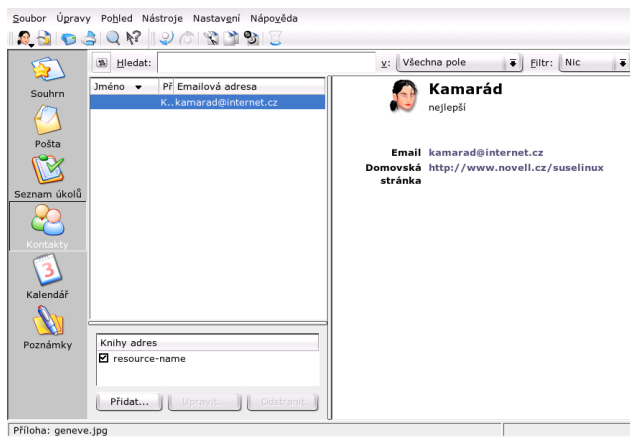 Soubor Úpravy Pohled Nástroje Nastavení Nápověda
Hledat: v: Všechna pole Filtr: Nic
Souhrn
Pošta
Seznam úkolů
Kontakty
Kalendář
Poznámky
Jméno Př Emailová adresa
K.. kamarad@internet.cz
Knihy adres
resource-name
Přidat... Upravit... Odstranit
Kamarád
nejlepší
Email kamarad@internet.cz
Domovská http://www.novell.cz/suselinux
stránka
Příloha: geneve.jpg